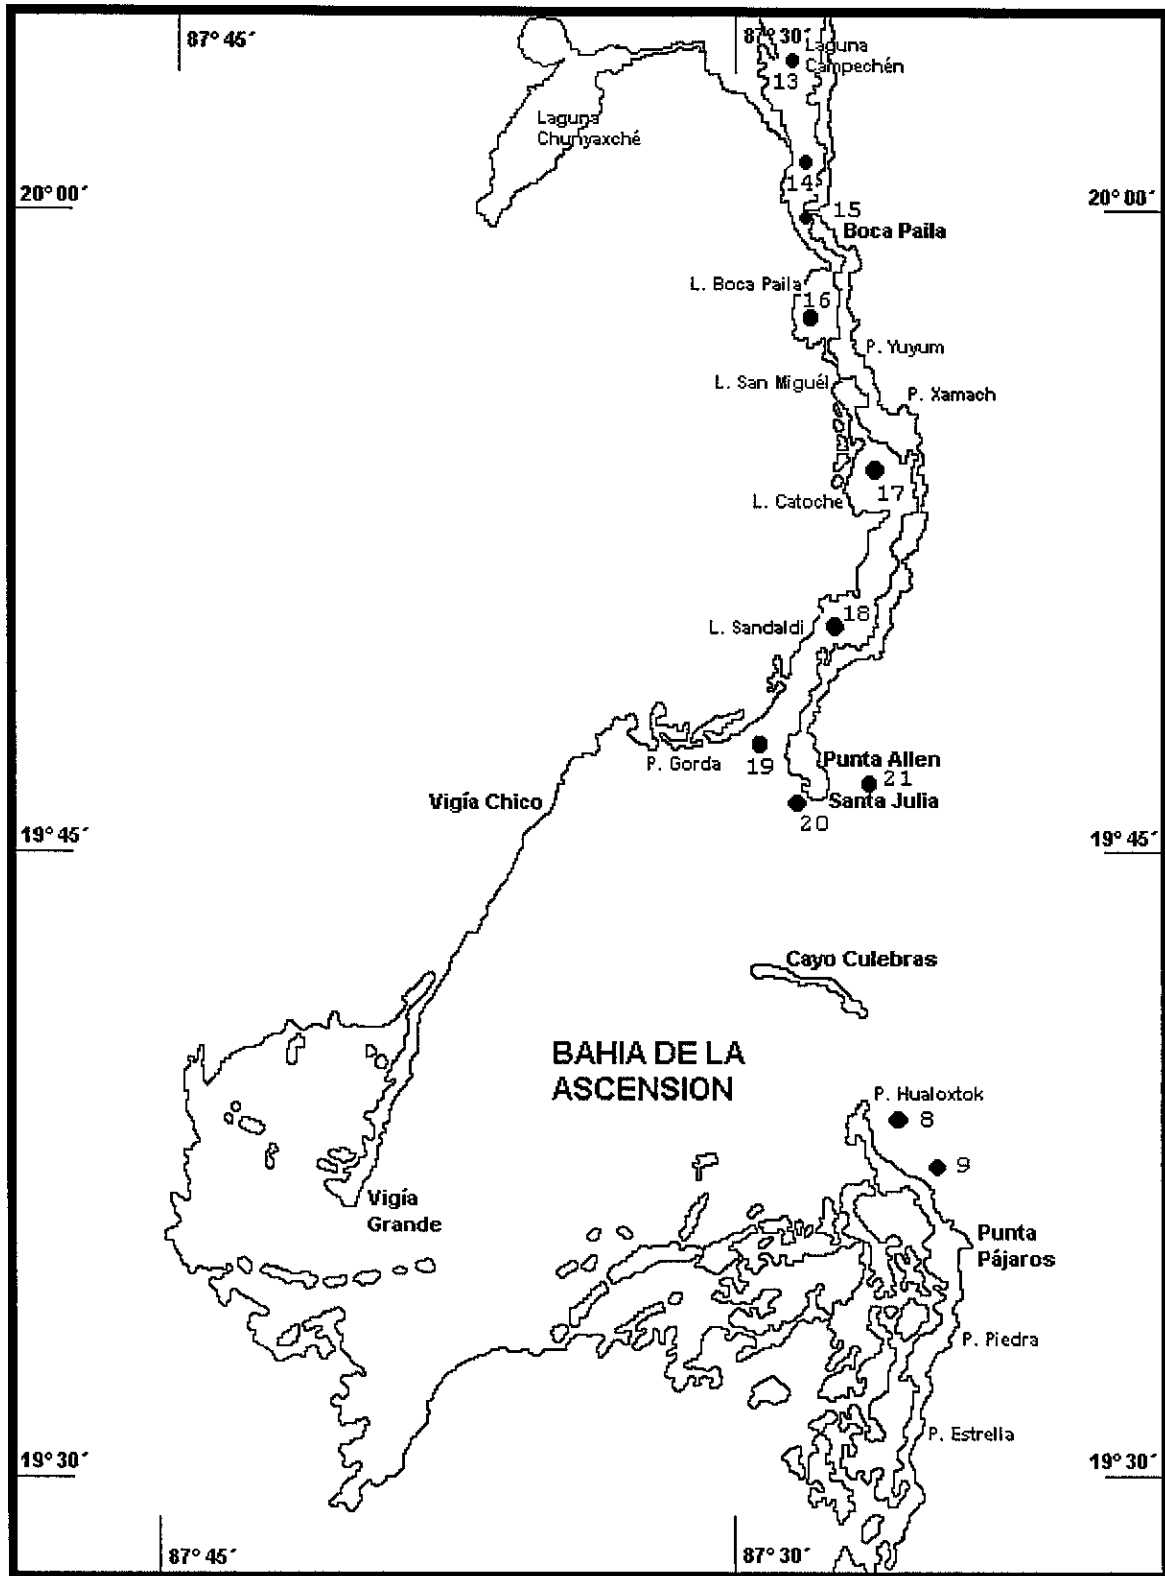 87° 45´
87° 30´
Laguna
Campechén
13
Laguna
Chunyaxché
14
20° 00´
20° 00´
15
Boca Paila
L. Boca Paila
16
P. Yuyum
L. San Miguél
P. Xamach
17
L. Catoche
18
L. Sandaldi
P. Gorda
19
Punta Allen
21
Vigía Chico
Santa Julia
20
19° 45´
19° 45´
Cayo Culebras
BAHIA DE LA
ASCENSION
P. Hualoxtok
8
9
Vigía
Grande
Punta
Pájaros
P. Piedra
P. Estrella
19° 30´
19° 30´
87° 45´
87° 30´